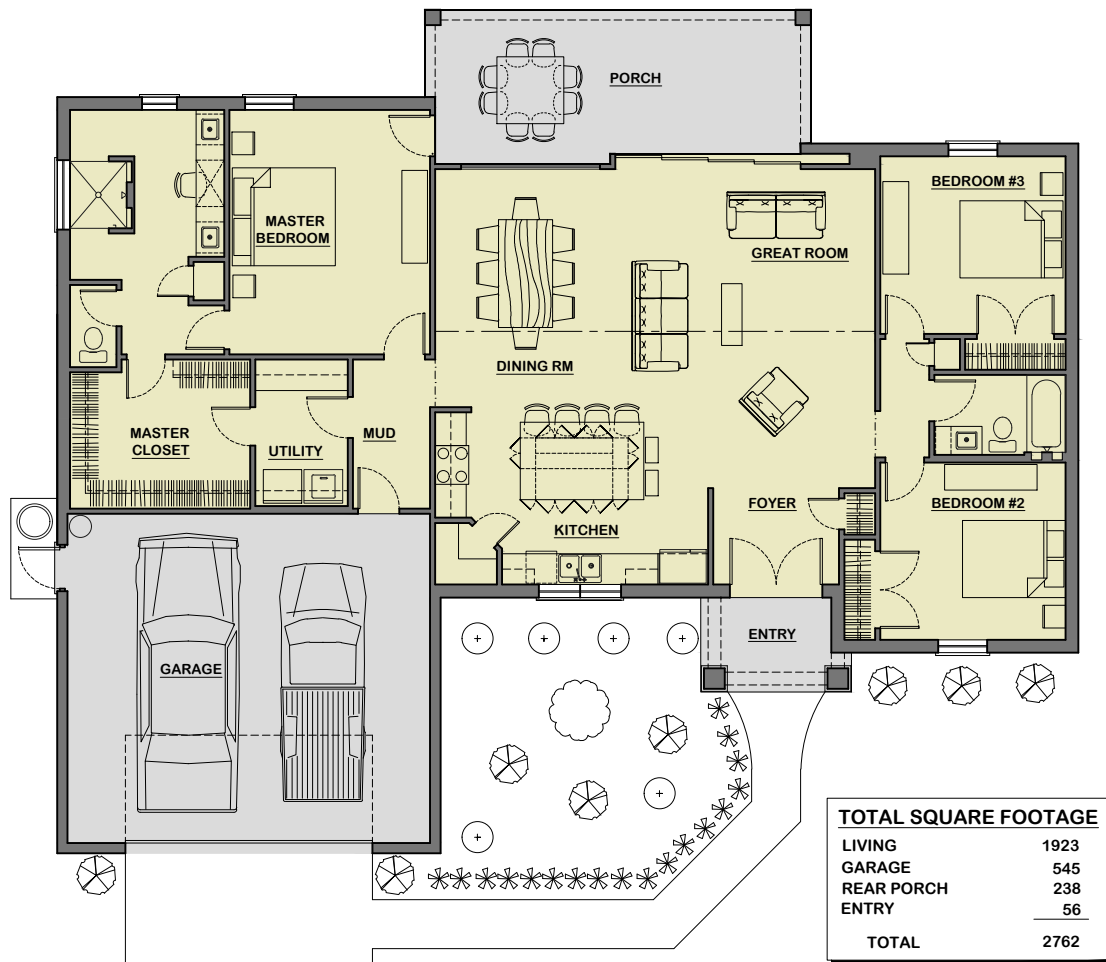 PORCH
BEDROOM #3
MASTER
BEDROOM
GREAT ROOM
DINING RM
MASTER
CLOSET
UTILITY
MUD
KITCHEN
FOYER
BEDROOM #2
ENTRY
GARAGE
TOTAL SQUARE FOOTAGE
LIVING 1923
GARAGE 545
REAR PORCH 238
ENTRY 56
TOTAL 2762